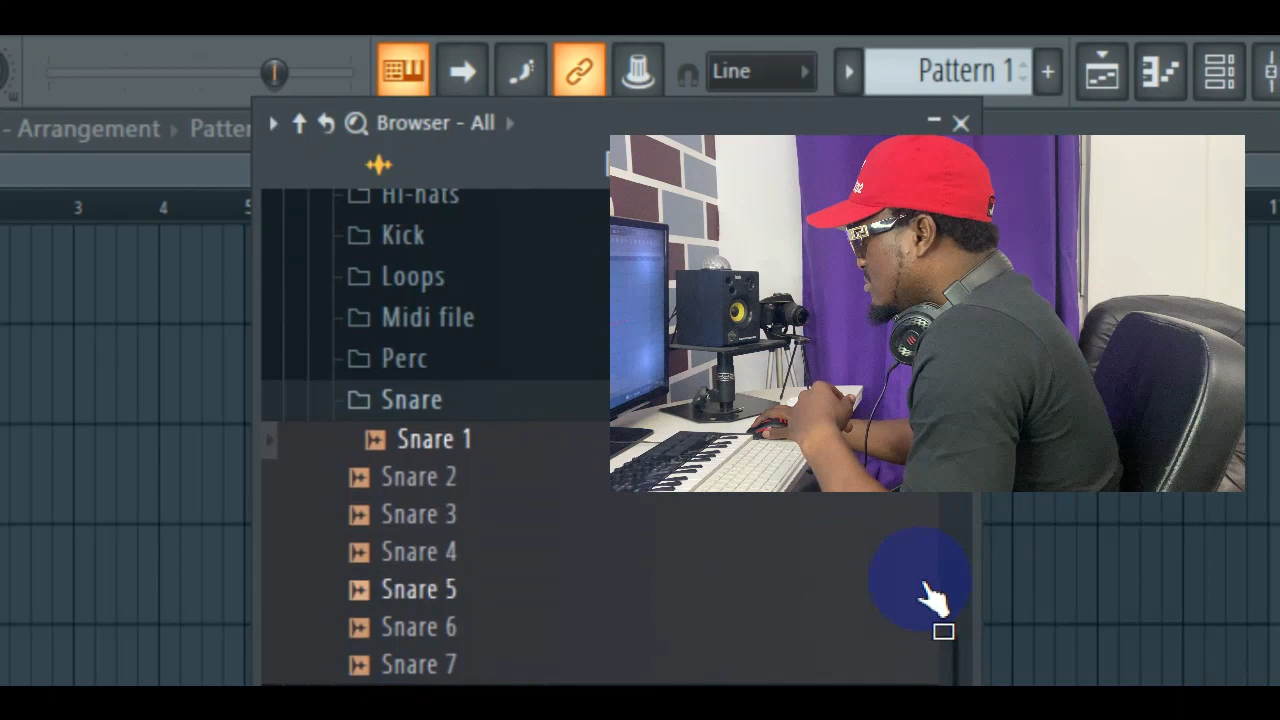 Line
Pattern 1
+
- Arrangement
Browser - All
3
4
5
Hi-hats
Kick
Loops
Midi file
Perc
Snare
Snare 1
Snare 2
Snare 3
Snare 4
Snare 5
Snare 6
Snare 7